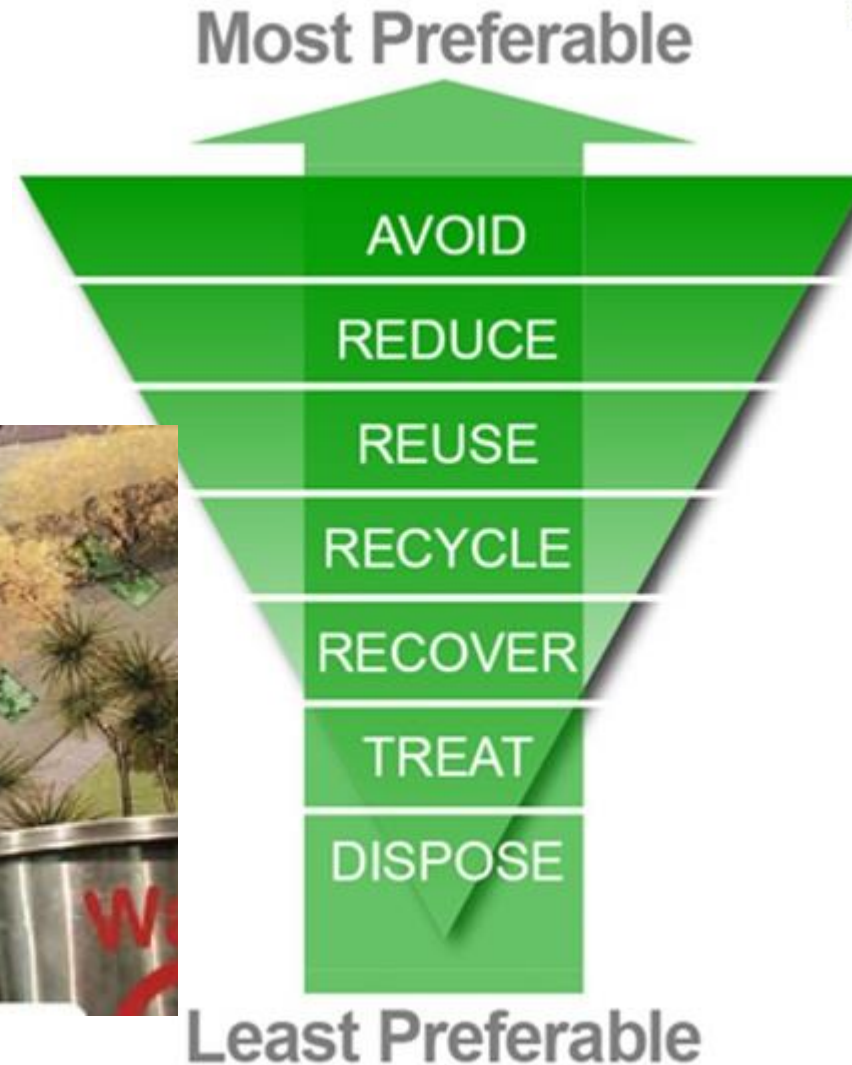 Most Preferable
AVOID
REDUCE
REUSE
RECYCLE
RECOVER
TREAT
DISPOSE
Least Preferable